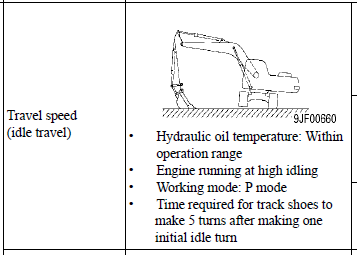 Travel speed
(idle travel)
9JF00660
• Hydraulic oil temperature: Within
operation range
• Engine running at high idling
• Working mode: P mode
• Time required for track shoes to
make 5 turns after making one
initial idle turn